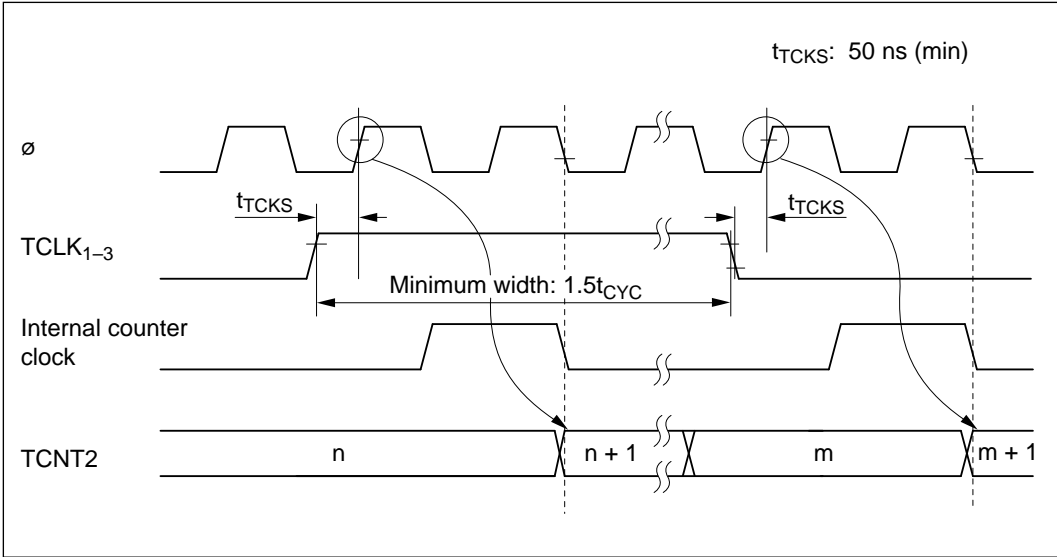 tTCKS: 50 ns (min)
ø
tTCKS
tTCKS
TCLK1–3
Minimum width: 1.5tCYC
Internal counter
clock
TCNT2
n
n + 1
m
m + 1